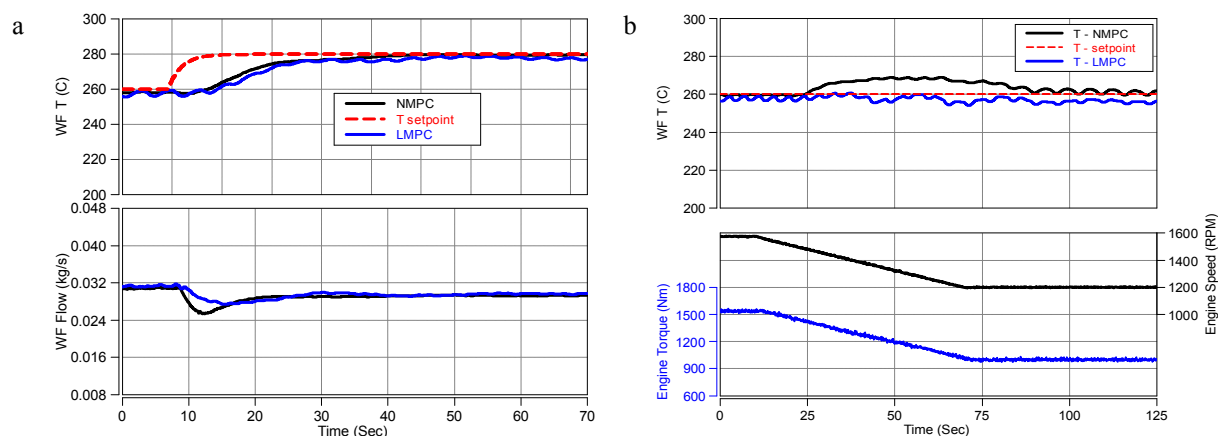 a
300
280
260
240
220
200
WF T (C)
NMPC
T setpoint
LMPC
0.048
0.040
0.032
0.024
0.016
0.008
WF Flow (kg/s)
0 10 20 30 40 50 60 70
Time (Sec)
b
300
280
260
240
220
200
WF T (C)
T - NMPC
T - setpoint
T - LMPC
1600
1400
1200
1000
Engine Speed (RPM)
1800
1500
1200
900
600
Engine Torque (Nm)
0 25 50 75 100 125
Time (Sec)